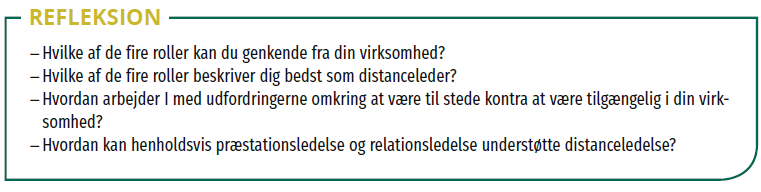 REFLEKSION
– Hvilke af de fire roller kan du genkende fra din virksomhed?
– Hvilke af de fire roller beskriver dig bedst som distanceleder?
– Hvordan arbejder I med udfordringerne omkring at være til stede kontra at være tilgængelig i din virk-
somhed?
– Hvordan kan henholdsvis præstationsledelse og relationsledelse understøtte distanceledelse?